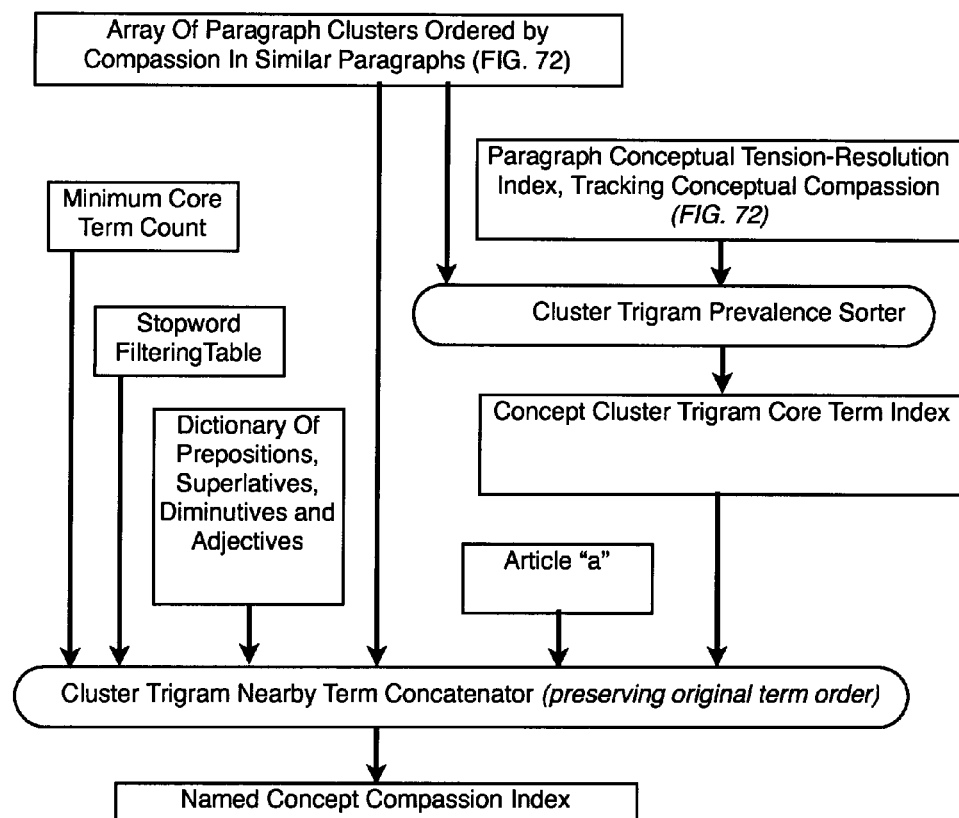 Array Of Paragraph Clusters Ordered by
Compassion In Similar Paragraphs (FIG. 72)
Paragraph Conceptual Tension-Resolution
Index, Tracking Conceptual Compassion
(FIG. 72)
Minimum Core
Term Count
Cluster Trigram Prevalence Sorter
Stopword
FilteringTable
Concept Cluster Trigram Core Term Index
Dictionary Of
Prepositions,
Superlatives,
Diminutives and
Adjectives
Article “a”
Cluster Trigram Nearby Term Concatenator (preserving original term order)
Named Concept Compassion Index